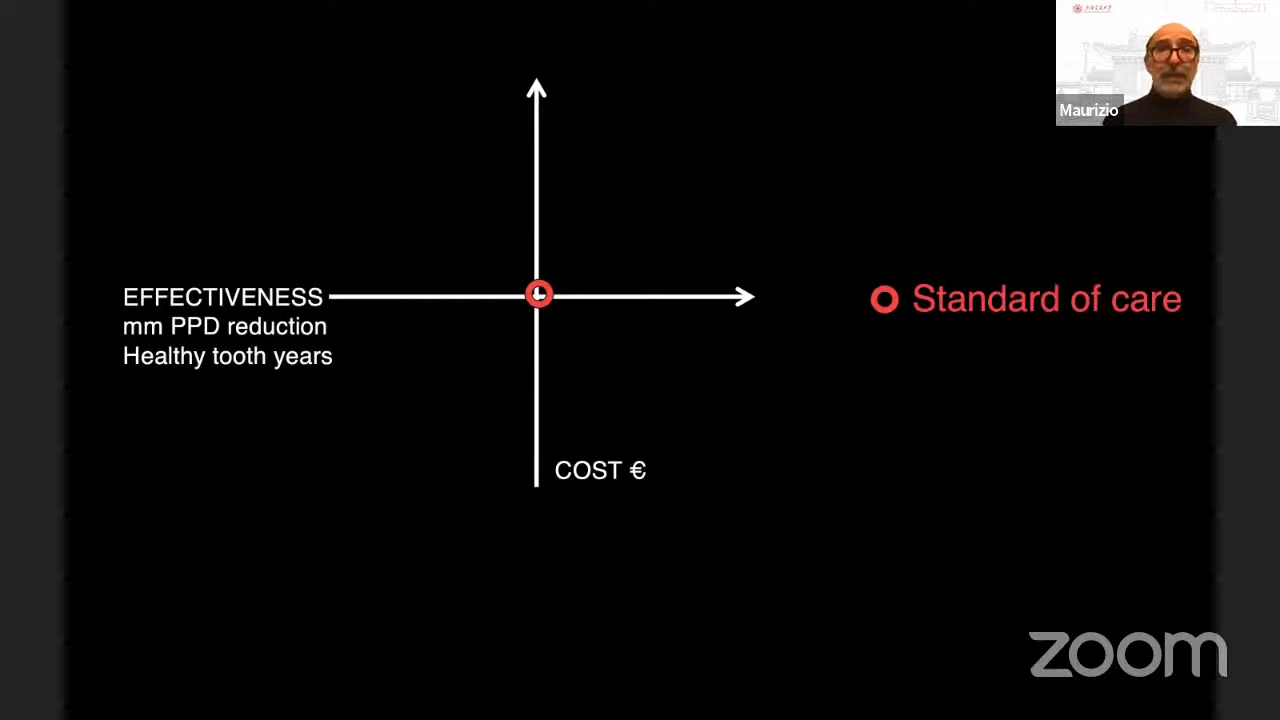 Maurizio
EFFECTIVENESS
mm PPD reduction
Healthy tooth years
Standard of care
COST €
zoom